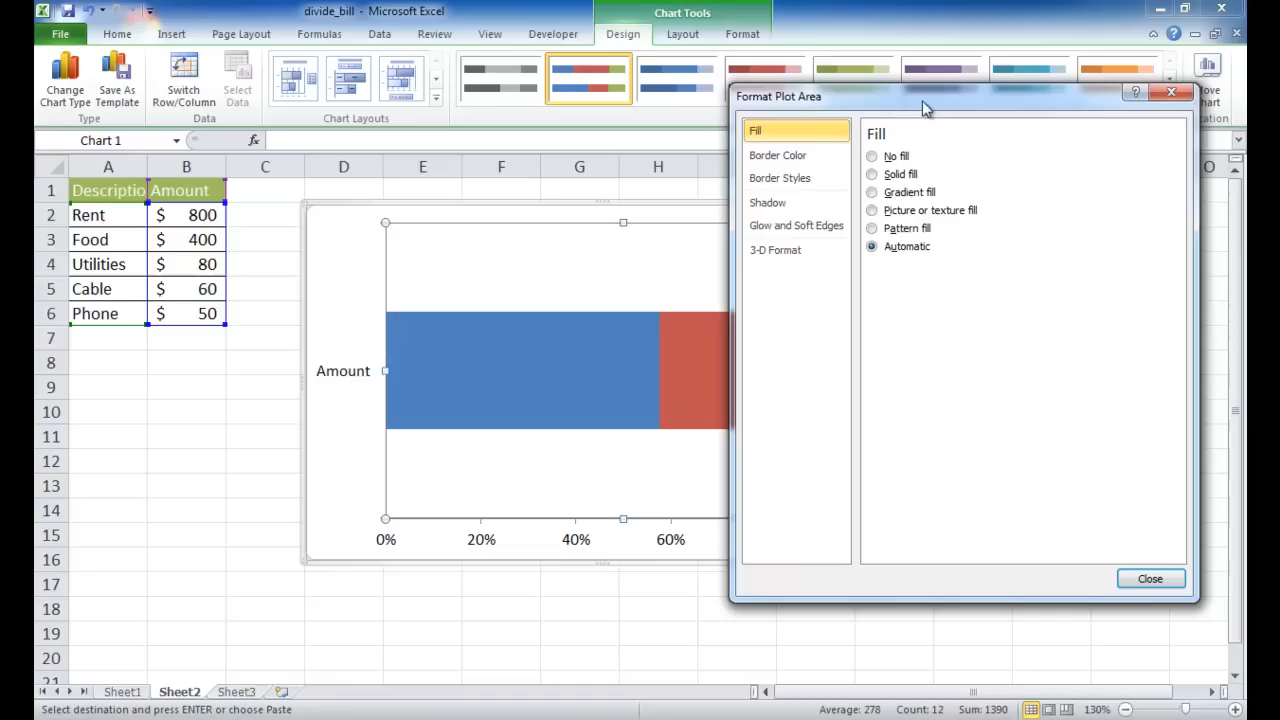 divide_bill - Microsoft Excel
Chart Tools
File Home Insert Page Layout Formulas Data Review View Developer Design Layout Format
Change Chart Type
Save As Template
Switch Row/Column
Select Data
Type
Data
Chart Layouts
Chart 1
fx
A B C D E F G H O
1 Descriptio Amount
2 Rent $ 800
3 Food $ 400
4 Utilities $ 80
5 Cable $ 60
6 Phone $ 50
7
8
9
10
11
12
13
14
15
16
17
18
19
20
21
Amount
0% 20% 40% 60%
Format Plot Area
Fill
Border Color
Border Styles
Shadow
Glow and Soft Edges
3-D Format
Fill
No fill
Solid fill
Gradient fill
Picture or texture fill
Pattern fill
Automatic
Close
Sheet1 Sheet2 Sheet3
Select destination and press ENTER or choose Paste
Average: 278 Count: 12 Sum: 1390 130%